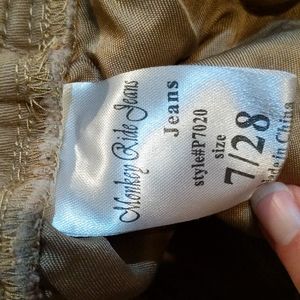 Monkey Ride Jeans
Jeans
style#P7020
size
7/28
Made in China